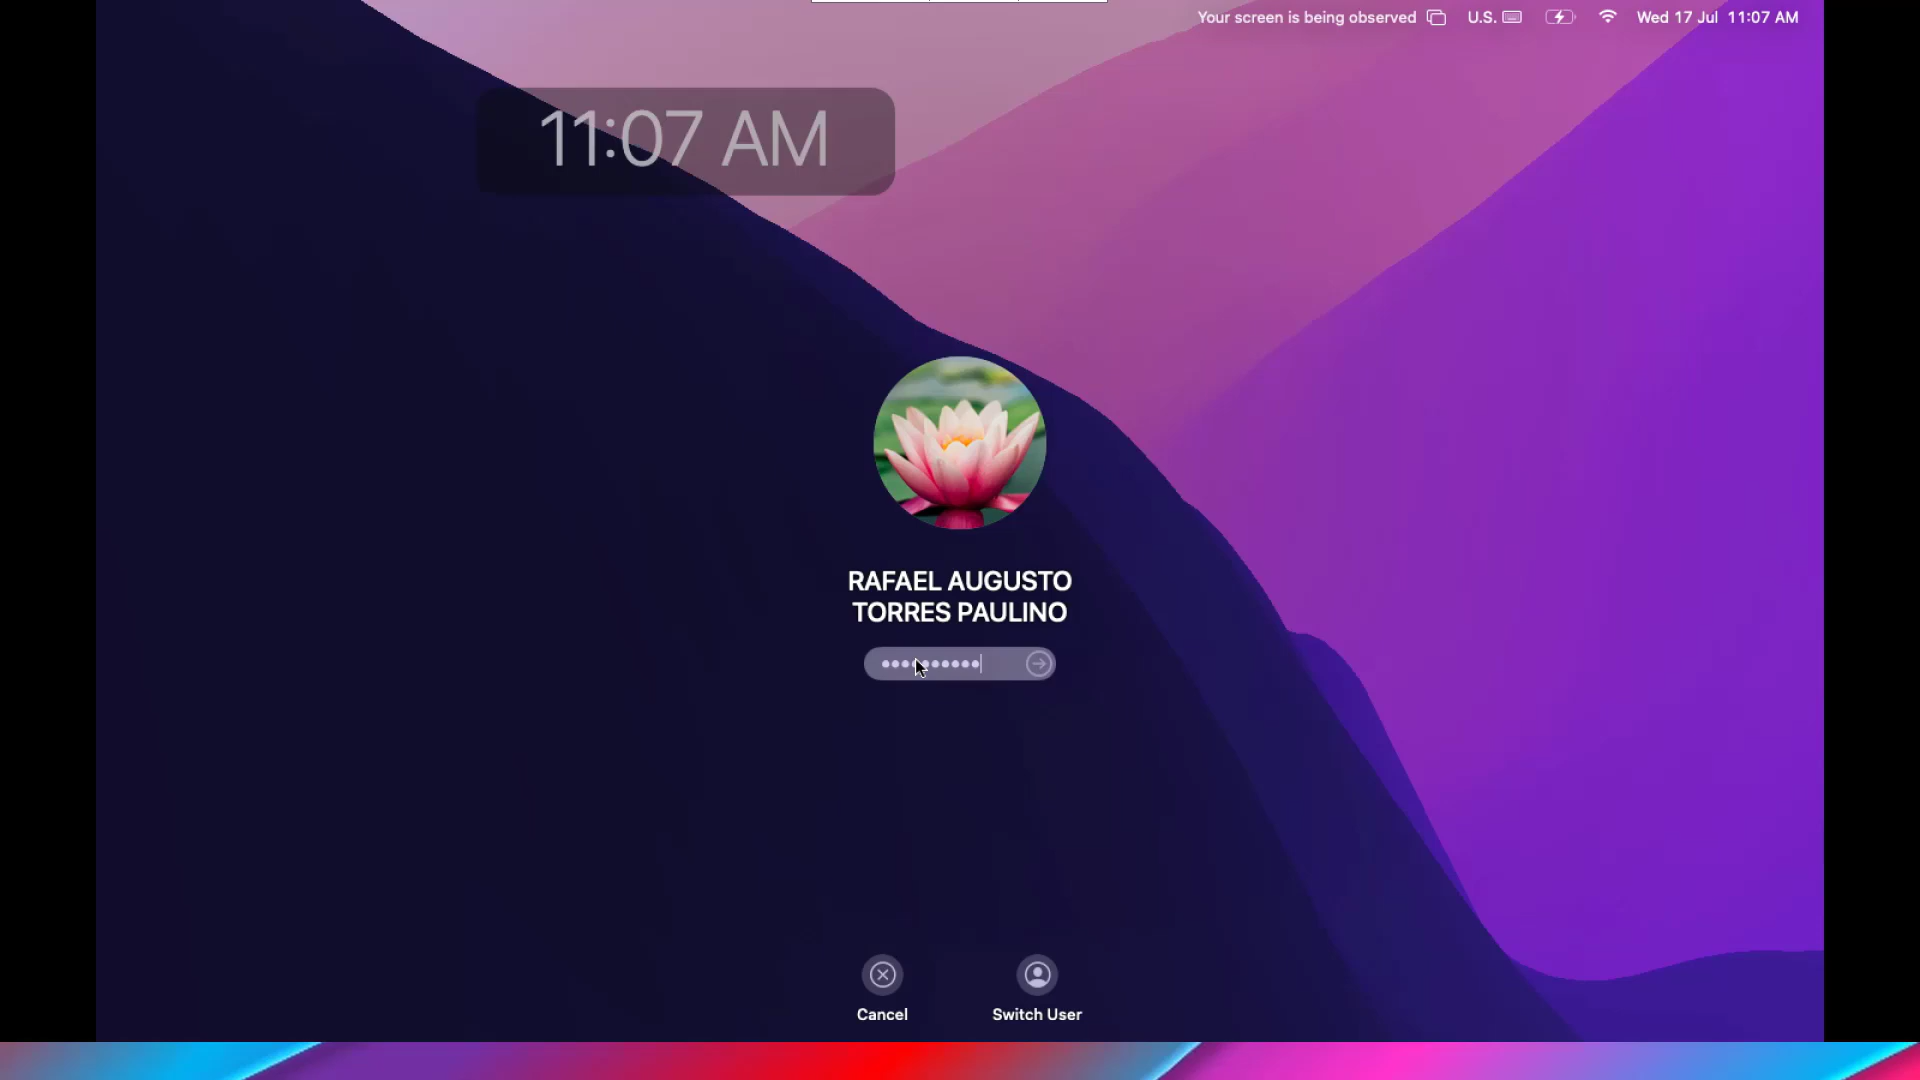 Your screen is being observed U.S. Wed 17 Jul 11:07 AM
11:07 AM
RAFAEL AUGUSTO
TORRES PAULINO
Cancel Switch User